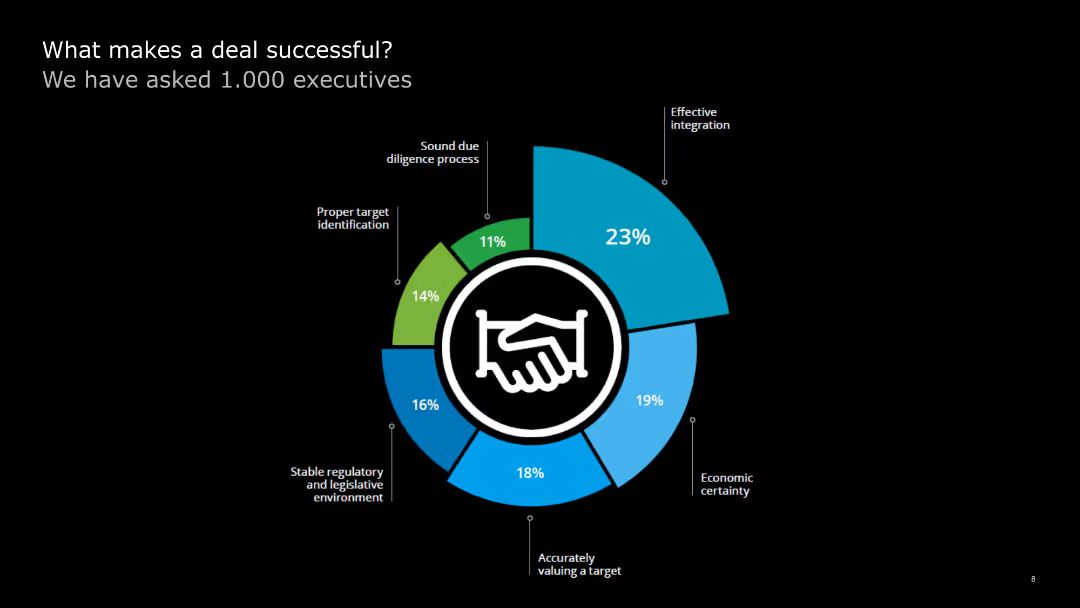 What makes a deal successful?
We have asked 1.000 executives
Effective
integration
23%
Economic
certainty
19%
Accurately
valuing a target
18%
Stable regulatory
and legislative
environment
16%
Proper target
identification
14%
Sound due
diligence process
11%
8